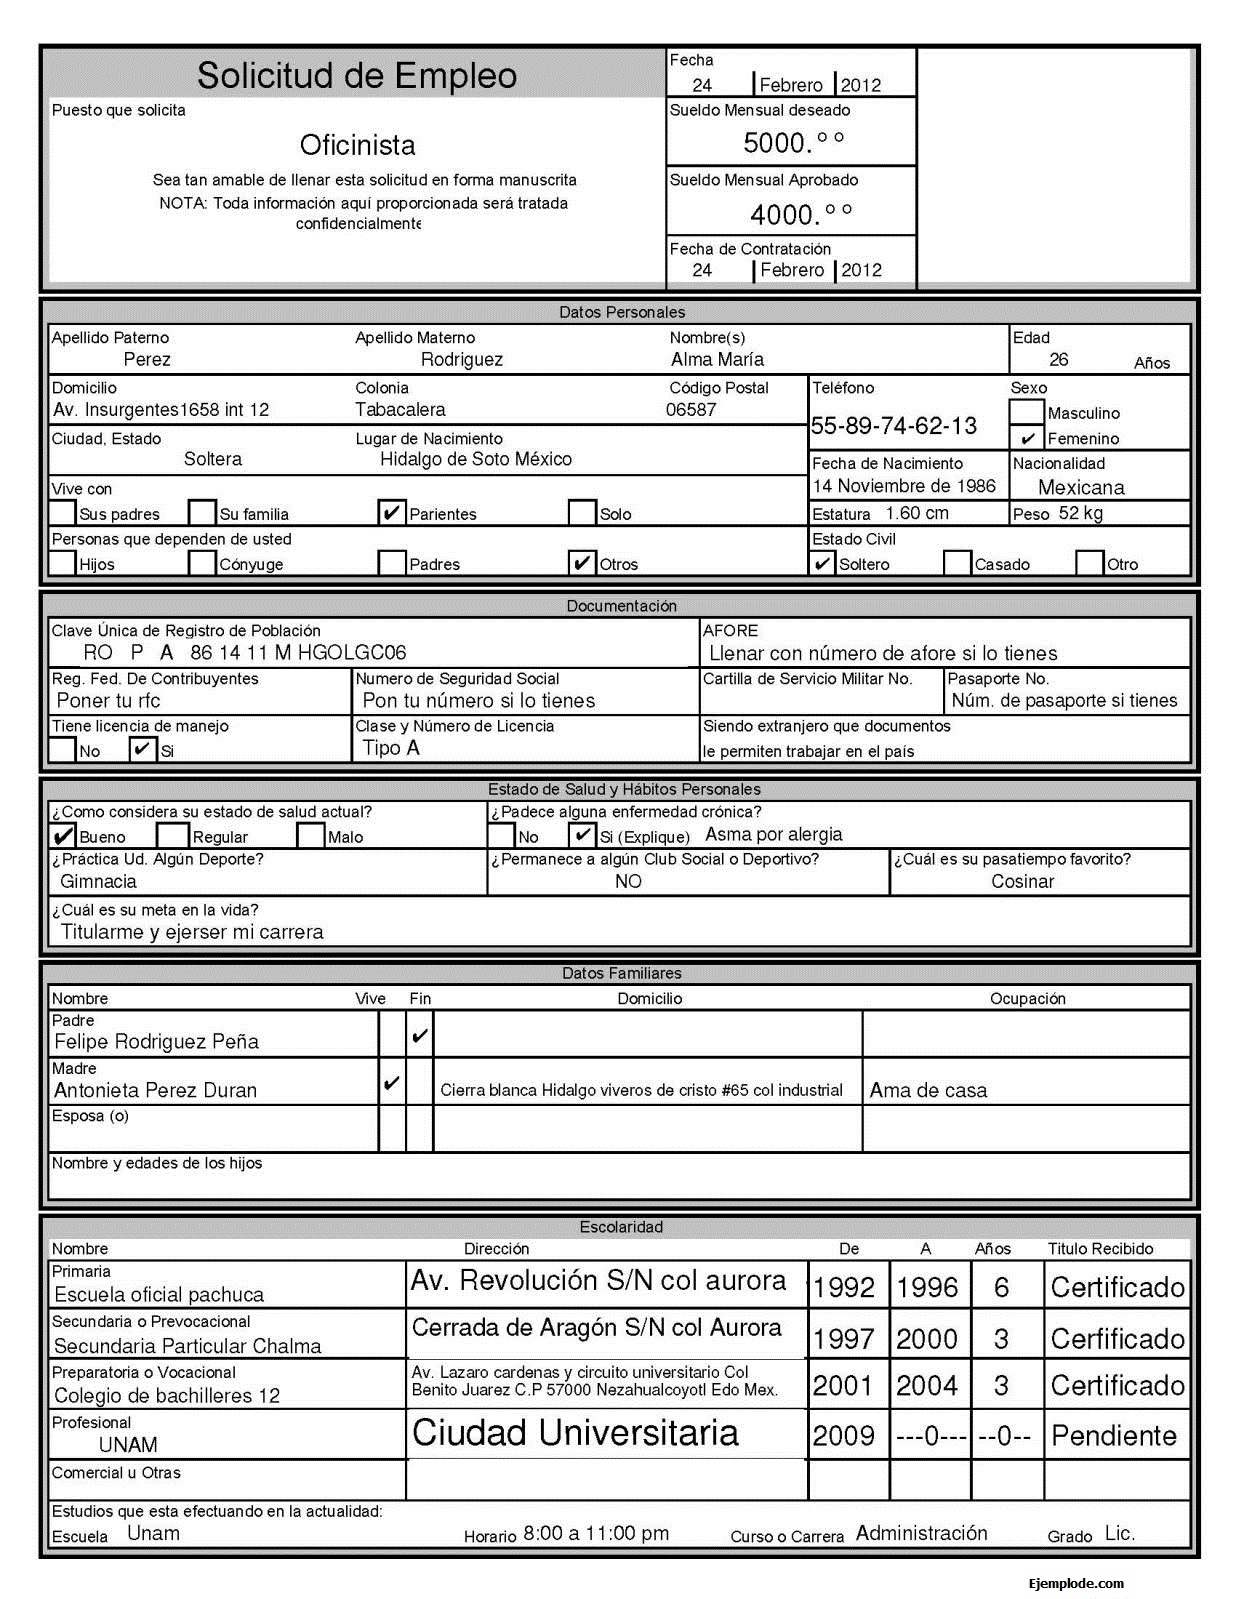 Solicitud de Empleo
Fecha
24 Febrero 2012
Puesto que solicita
Oficinista
Sea tan amable de llenar esta solicitud en forma manuscrita
NOTA: Toda información aquí proporcionada será tratada
confidencialmente
Sueldo Mensual deseado
5000.°°
Sueldo Mensual Aprobado
4000.°°
Fecha de Contratación
24 Febrero 2012
Datos Personales
Apellido Paterno Apellido Materno Nombre(s) Edad
Perez Rodriguez Alma María 26 Años
Domicilio Colonia Código Postal Teléfono Sexo
Av. Insurgentes1658 int 12 Tabacalera 06587 55-89-74-62-13 Masculino
✔ Femenino
Ciudad, Estado Lugar de Nacimiento
Soltera Hidalgo de Soto México
Fecha de Nacimiento Nacionalidad
14 Noviembre de 1986 Mexicana
Vive con
Sus padres Su familia ✔ Parientes Solo
Estatura 1.60 cm Peso 52 kg
Personas que dependen de usted Estado Civil
Hijos Cónyuge Padres ✔ Otros ✔ Soltero Casado Otro
Documentación
Clave Única de Registro de Población AFORE
RO P A 86 14 11 M HGOLGC06 Llenar con número de afore si lo tienes
Reg. Fed. De Contribuyentes Numero de Seguridad Social Cartilla de Servicio Militar No. Pasaporte No.
Poner tu rfc Pon tu número si lo tienes Núm. de pasaporte si tienes
Tiene licencia de manejo Clase y Número de Licencia Siendo extranjero que documentos
No ✔ Si Tipo A le permiten trabajar en el país
Estado de Salud y Hábitos Personales
¿Como considera su estado de salud actual? ¿Padece alguna enfermedad crónica?
✔ Bueno Regular Malo No ✔ Si (Explique) Asma por alergia
¿Práctica Ud. Algún Deporte? ¿Permanece a algún Club Social o Deportivo? ¿Cuál es su pasatiempo favorito?
Gimnacia NO Cosinar
¿Cuál es su meta en la vida?
Titularme y ejerser mi carrera
Datos Familiares
Nombre Vive Fin Domicilio Ocupación
Padre
Felipe Rodriguez Peña ✔
Madre
Antonieta Perez Duran ✔ Cierra blanca Hidalgo viveros de cristo #65 col industrial Ama de casa
Esposa (o)
Nombre y edades de los hijos
Escolaridad
Nombre Dirección De A Años Titulo Recibido
Primaria
Escuela oficial pachuca Av. Revolución S/N col aurora 1992 1996 6 Certificado
Secundaria o Prevocacional
Secundaria Particular Chalma Cerrada de Aragón S/N col Aurora 1997 2000 3 Cerfificado
Preparatoria o Vocacional Av. Lazaro cardenas y circuito universitario Col
Colegio de bachilleres 12 Benito Juarez C.P 57000 Nezahualcoyotl Edo Mex. 2001 2004 3 Certificado
Profesional
UNAM Ciudad Universitaria 2009 ---0--- --0-- Pendiente
Comercial u Otras
Estudios que esta efectuando en la actualidad:
Escuela Unam Horario 8:00 a 11:00 pm Curso o Carrera Administración Grado Lic.
Ejemplode.com